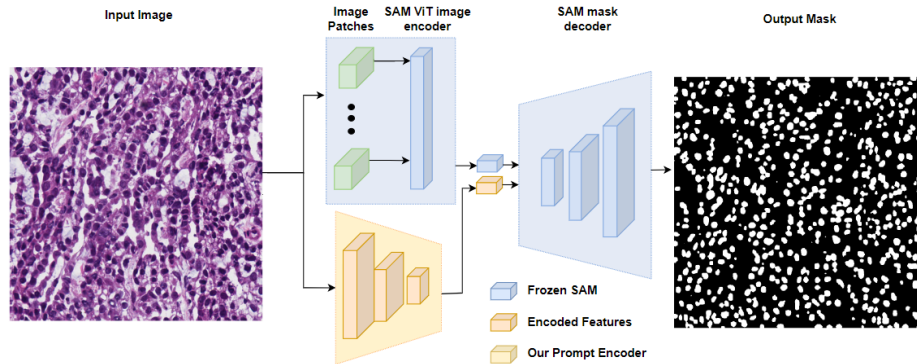 Input Image
Image
Patches
SAM ViT image
encoder
SAM mask
decoder
Output Mask
Frozen SAM
Encoded Features
Our Prompt Encoder